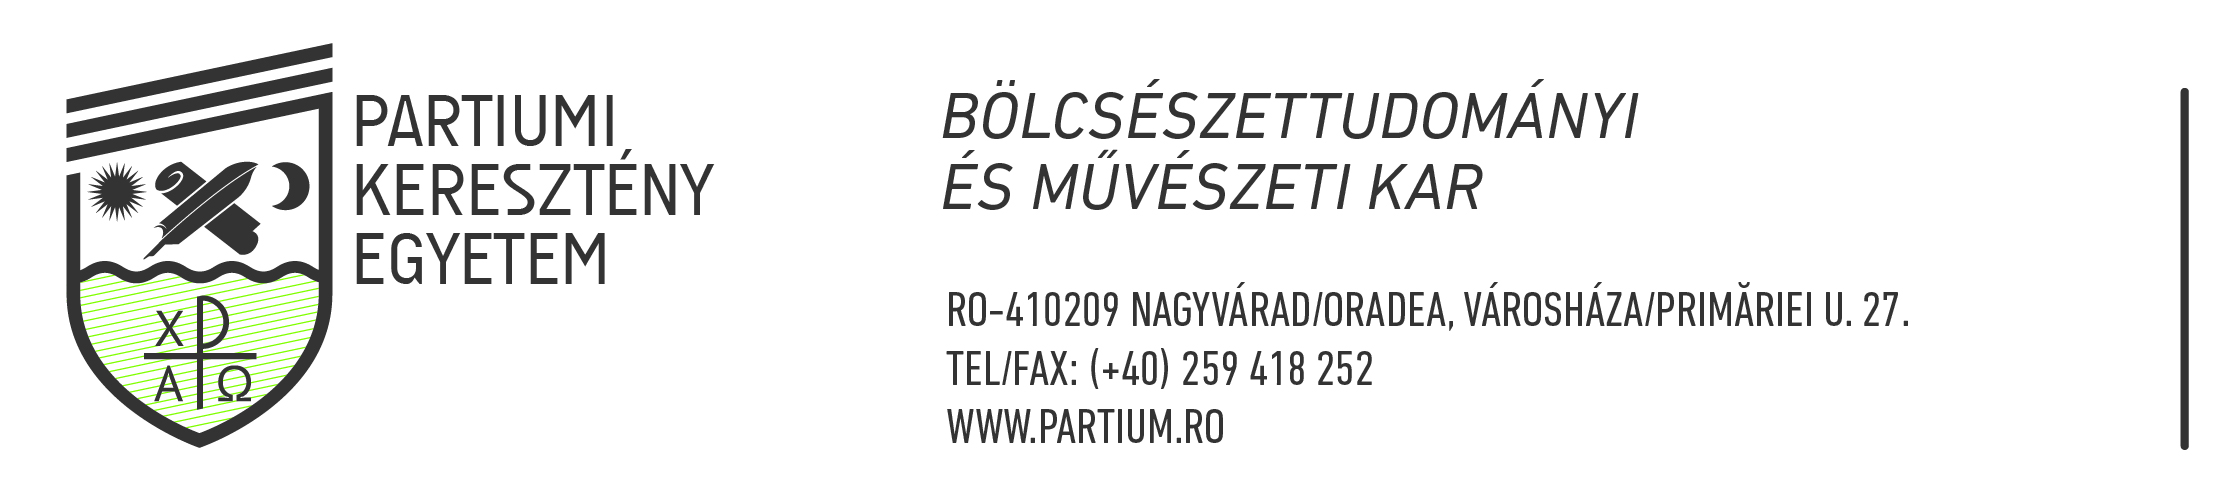 PARTIUMI
KERESZTÉNY
EGYETEM
Χ Ρ
Α Ω
BÖLCSÉSZETTUDOMÁNYI
ÉS MŰVÉSZETI KAR
RO-410209 NAGYVÁRAD/ORADEA, VÁROSHÁZA/PRIMĂRIEI U. 27.
TEL/FAX: (+40) 259 418 252
WWW.PARTIUM.RO